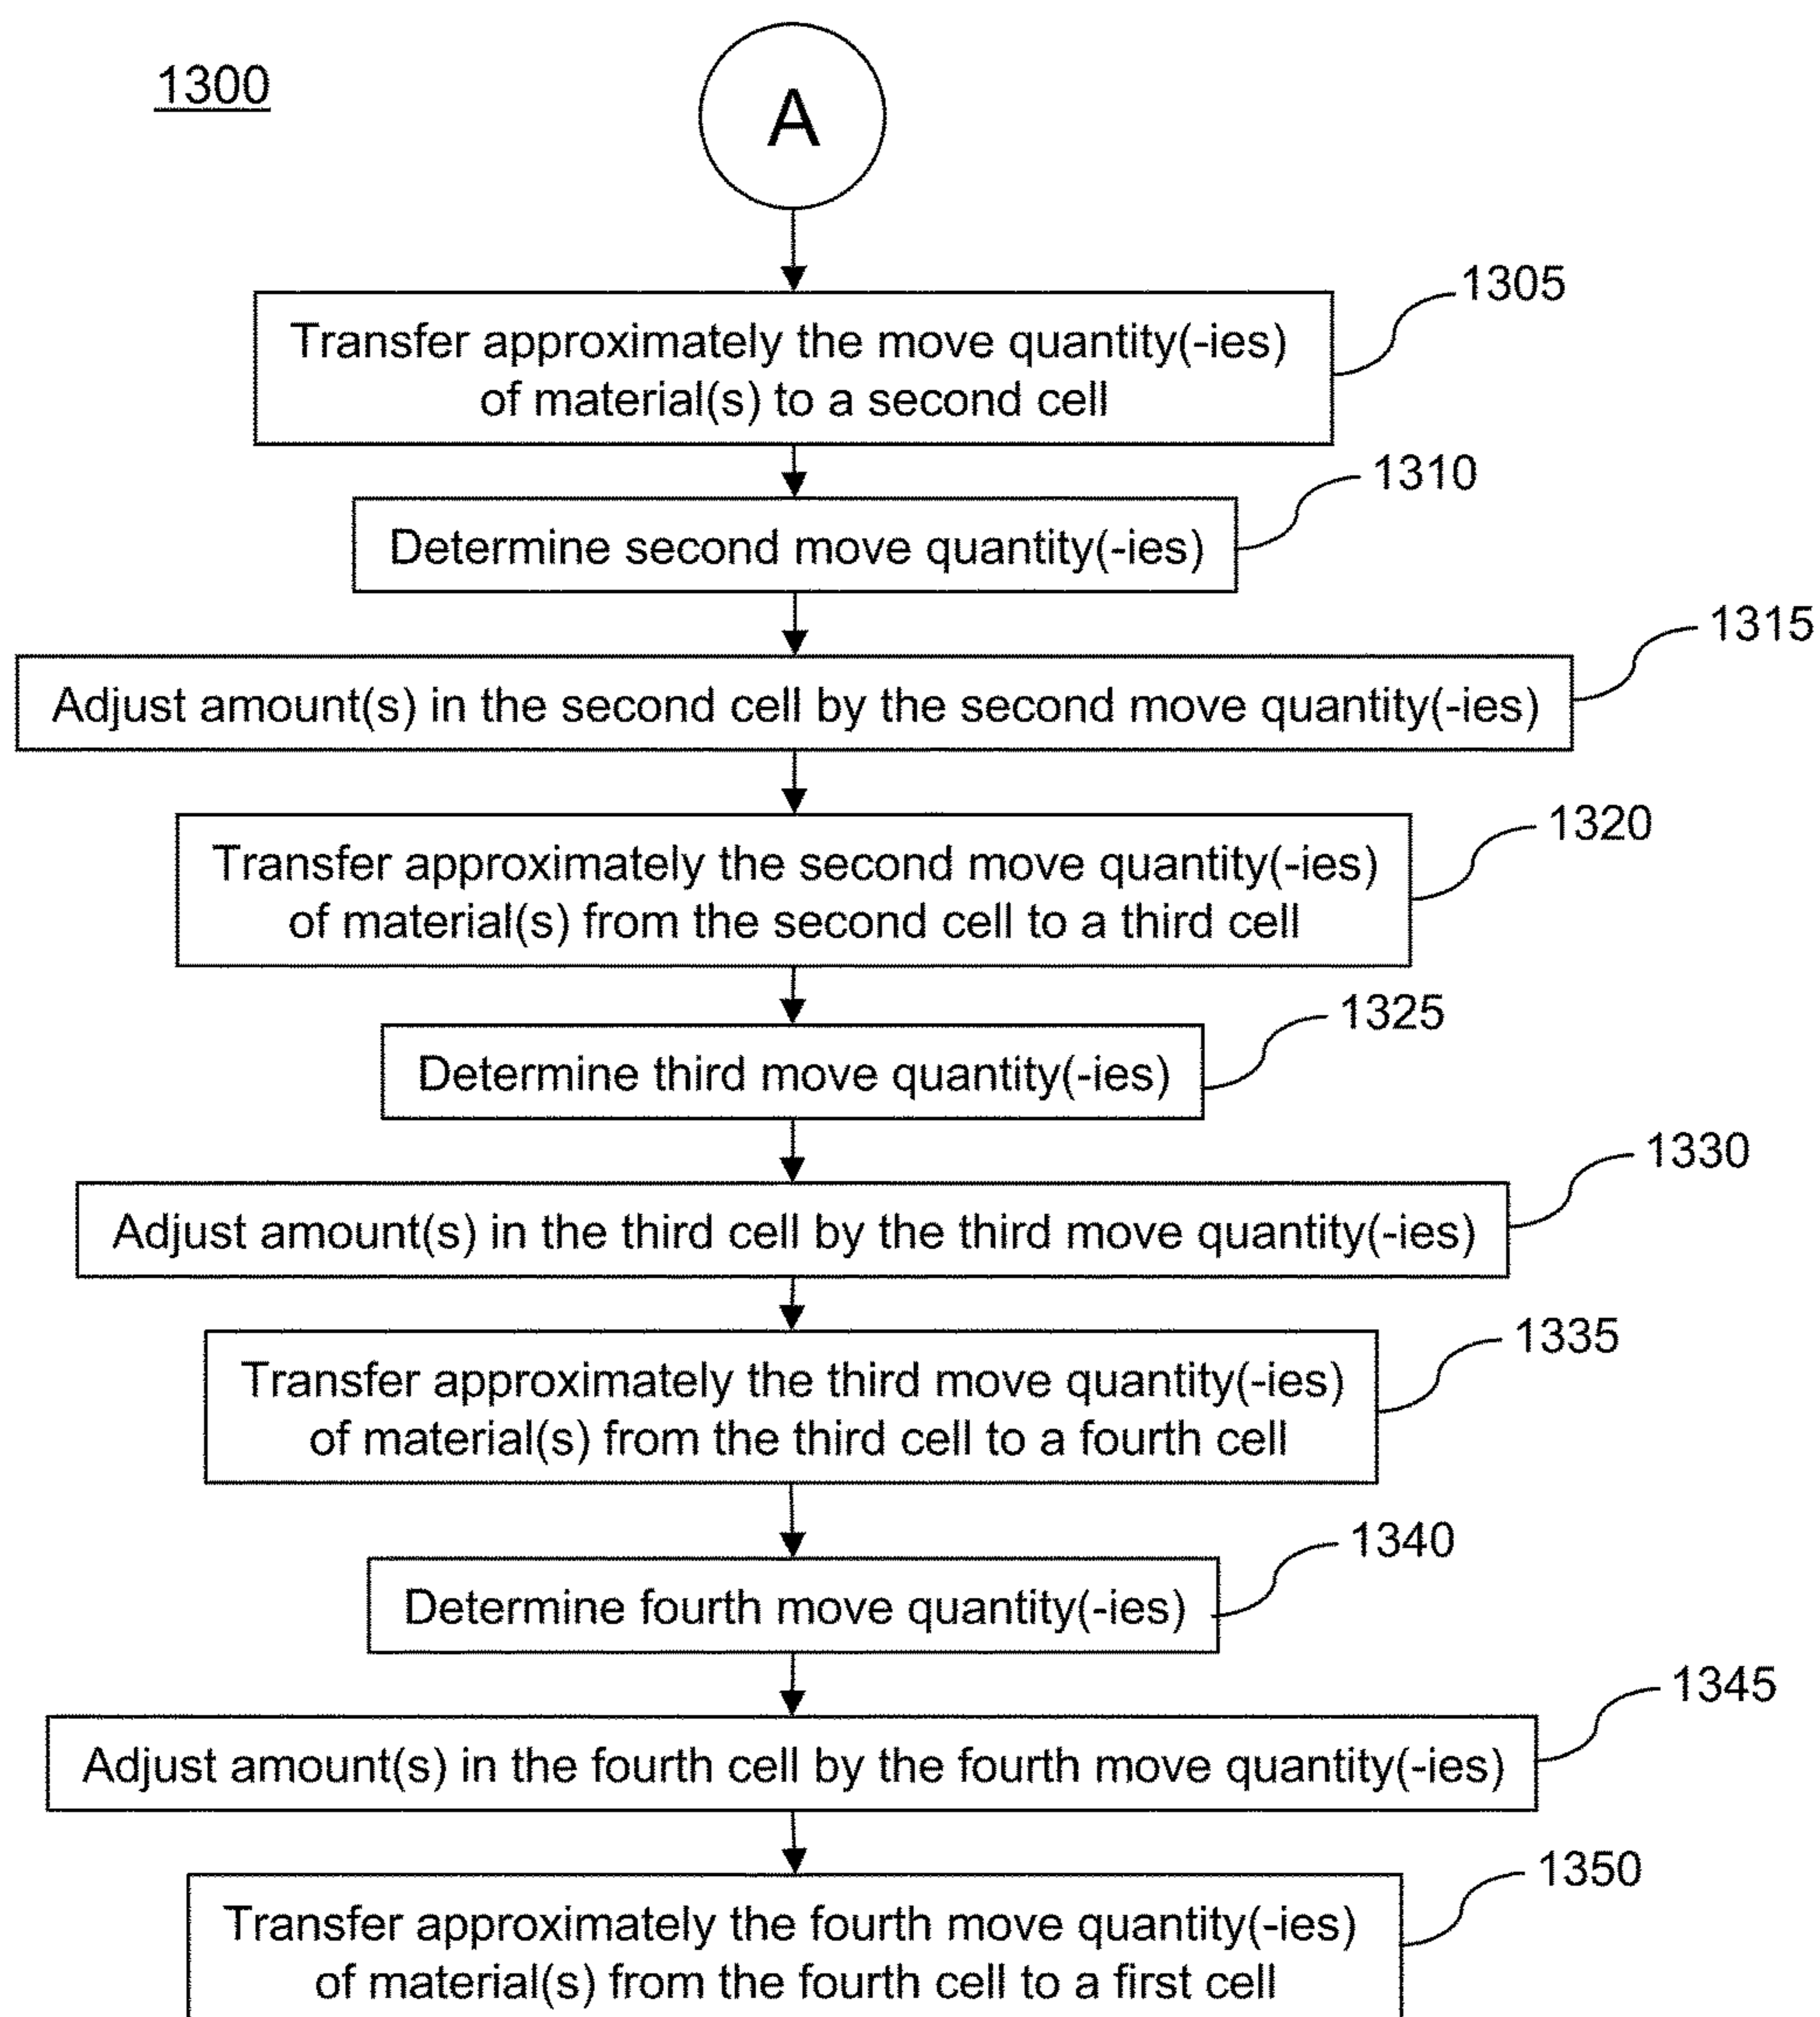 1300
A
1305
Transfer approximately the move quantity(-ies)
of material(s) to a second cell
1310
Determine second move quantity(-ies)
1315
Adjust amount(s) in the second cell by the second move quantity(-ies)
1320
Transfer approximately the second move quantity(-ies)
of material(s) from the second cell to a third cell
1325
Determine third move quantity(-ies)
1330
Adjust amount(s) in the third cell by the third move quantity(-ies)
1335
Transfer approximately the third move quantity(-ies)
of material(s) from the third cell to a fourth cell
1340
Determine fourth move quantity(-ies)
1345
Adjust amount(s) in the fourth cell by the fourth move quantity(-ies)
1350
Transfer approximately the fourth move quantity(-ies)
of material(s) from the fourth cell to a first cell